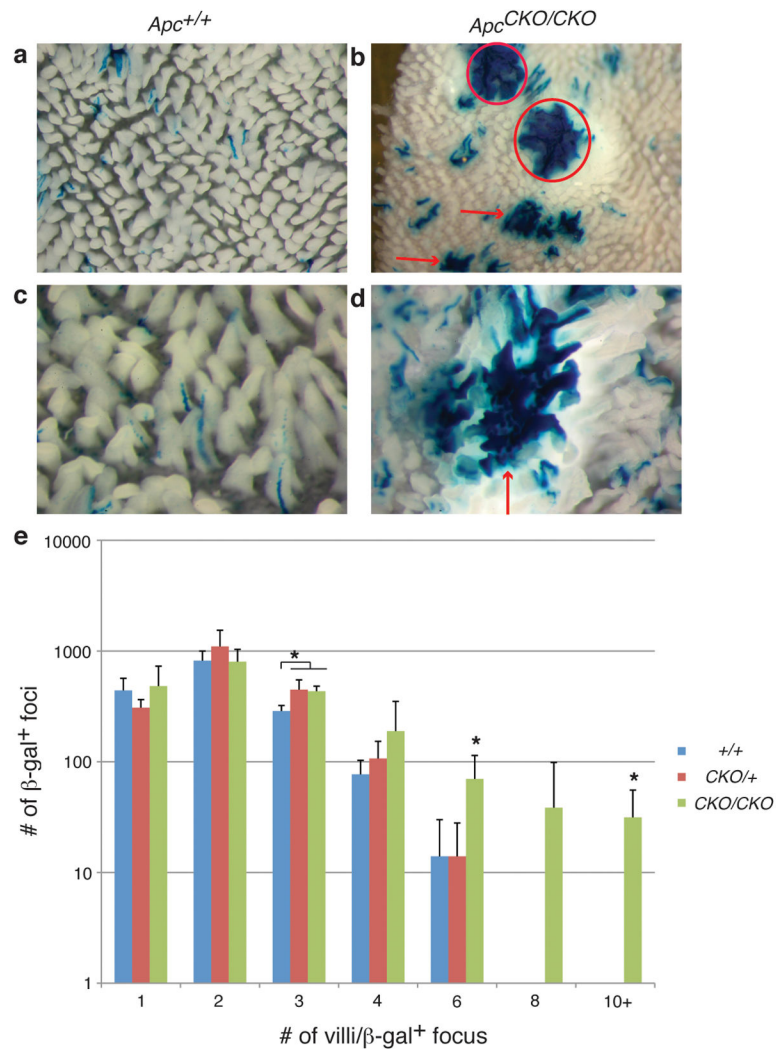 Apc+/+
ApcCKO/CKO
a
b
c
d
e
10000
1000
100
10
1
# of β-gal+ foci
*
*
*
1
2
3
4
6
8
10+
# of villi/β-gal+ focus
+/+
CKO/+
CKO/CKO